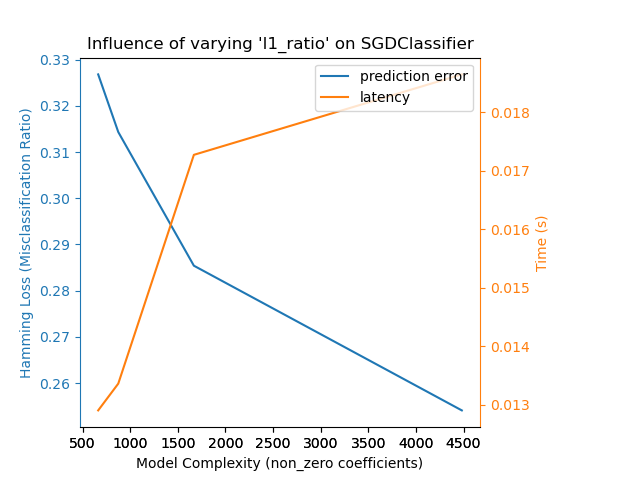 Influence of varying 'l1_ratio' on SGDClassifier
prediction error
latency
Hamming Loss (Misclassification Ratio)
0.33
0.32
0.31
0.30
0.29
0.28
0.27
0.26
0.018
0.017
0.016
0.015
0.014
0.013
Time (s)
500 1000 1500 2000 2500 3000 3500 4000 4500
Model Complexity (non_zero coefficients)